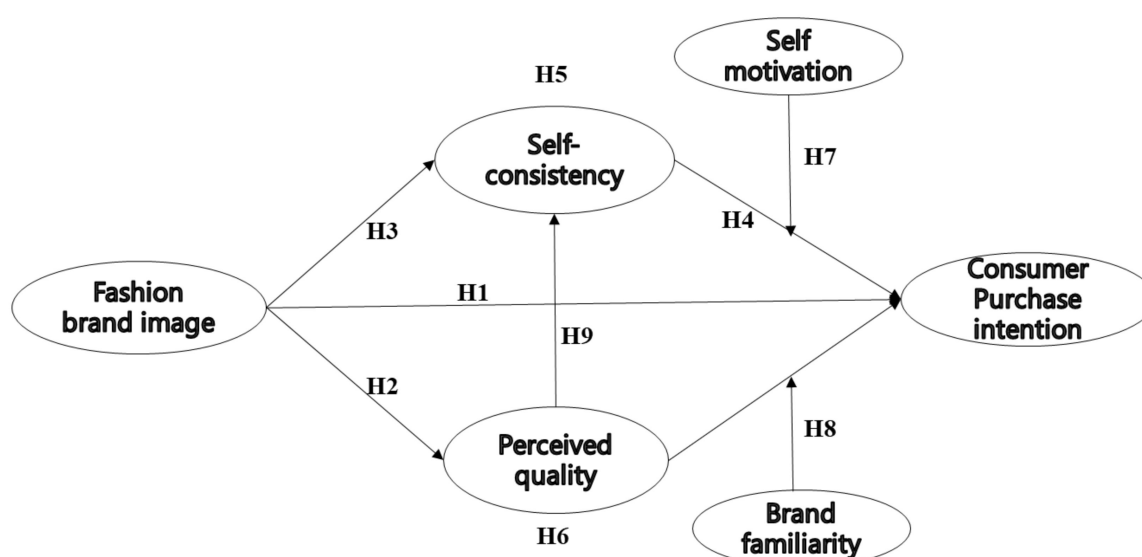 Self
motivation
H5
Self-
consistency
H7
H4
H3
Fashion
brand image
H1
Consumer
Purchase
intention
H9
H2
Perceived
quality
H8
H6
Brand
familiarity